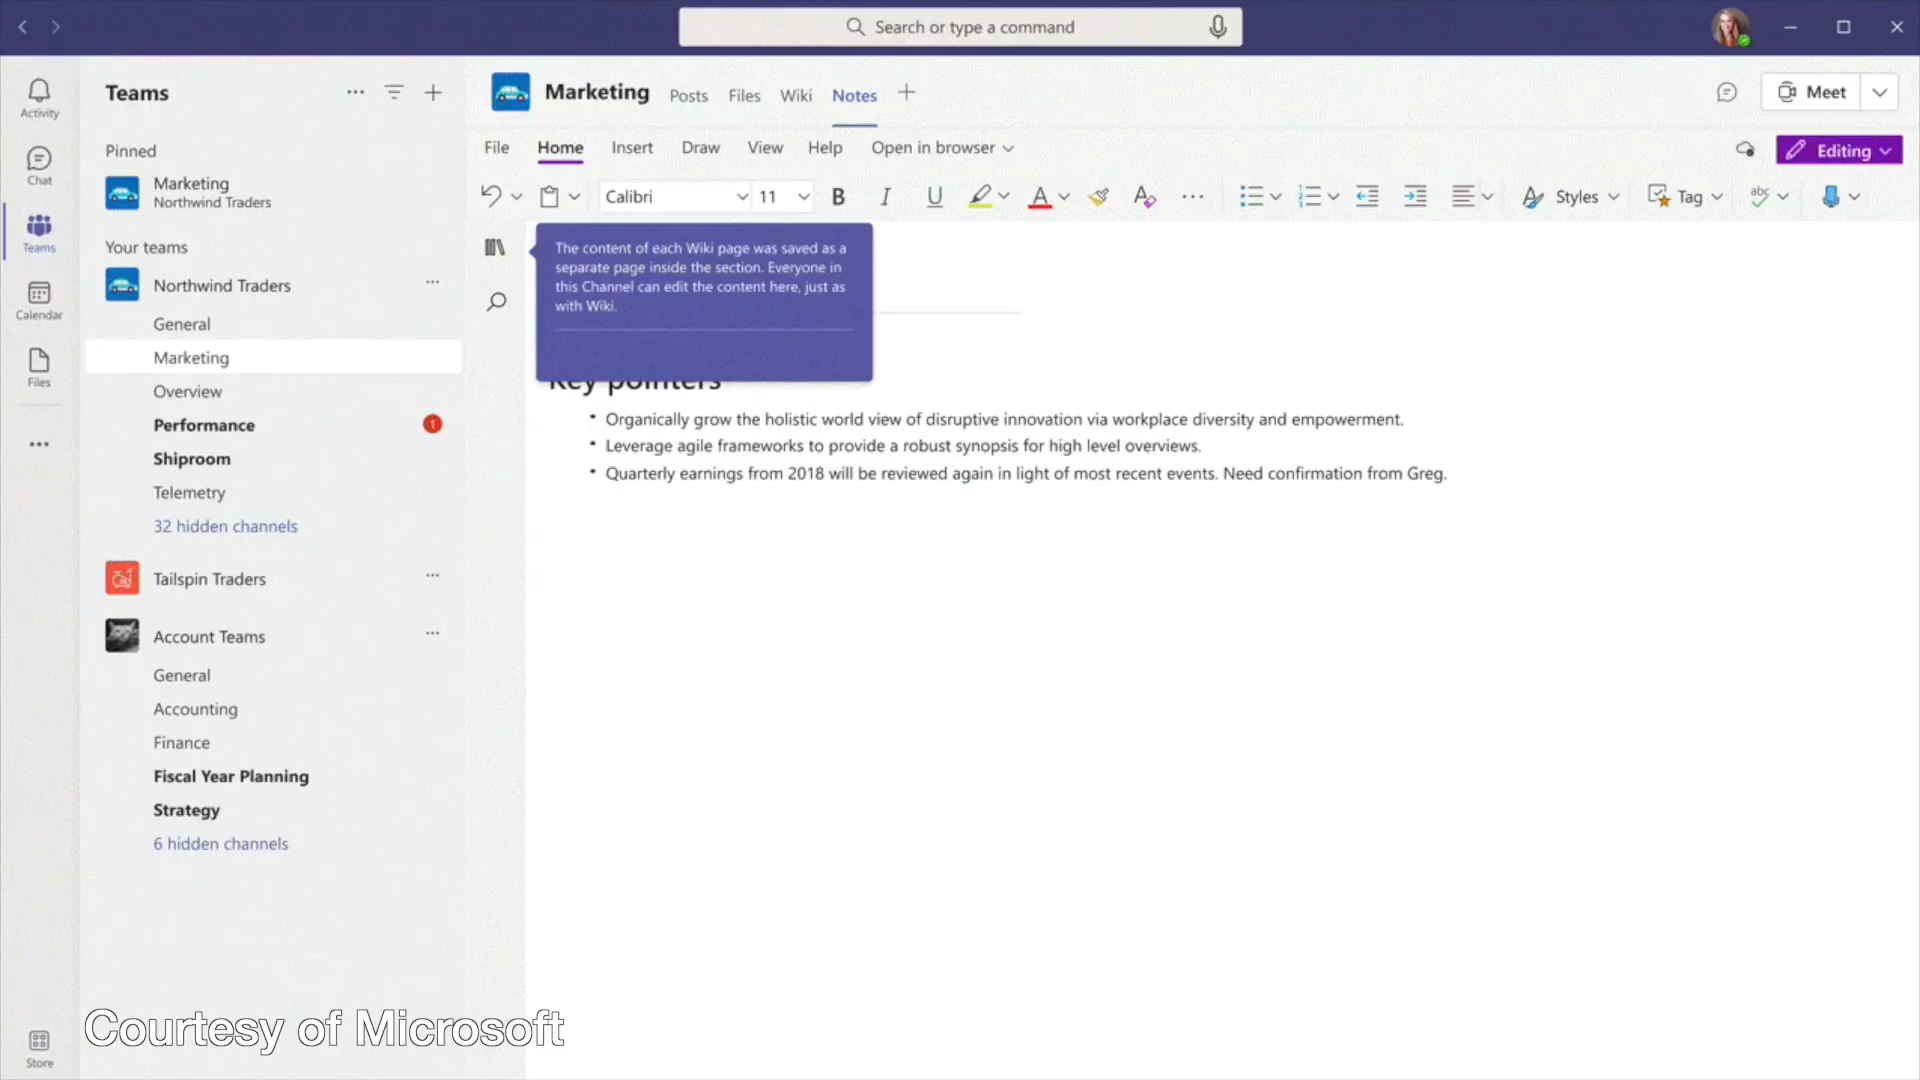 Search or type a command
Activity
Chat
Teams
Calendar
Files
Store
Teams
Pinned
Marketing
Northwind Traders
Your teams
Northwind Traders
General
Marketing
Overview
Performance
1
Shiproom
Telemetry
32 hidden channels
Tailspin Traders
Account Teams
General
Accounting
Finance
Fiscal Year Planning
Strategy
6 hidden channels
Marketing Posts Files Wiki Notes
Meet
File Home Insert Draw View Help Open in browser
Editing
Calibri 11 B I U A A Styles Tag abc
The content of each Wiki page was saved as a
separate page inside the section. Everyone in
this Channel can edit the content here, just as
with Wiki.
Key pointers
Organically grow the holistic world view of disruptive innovation via workplace diversity and empowerment.
Leverage agile frameworks to provide a robust synopsis for high level overviews.
Quarterly earnings from 2018 will be reviewed again in light of most recent events. Need confirmation from Greg.
Courtesy of Microsoft